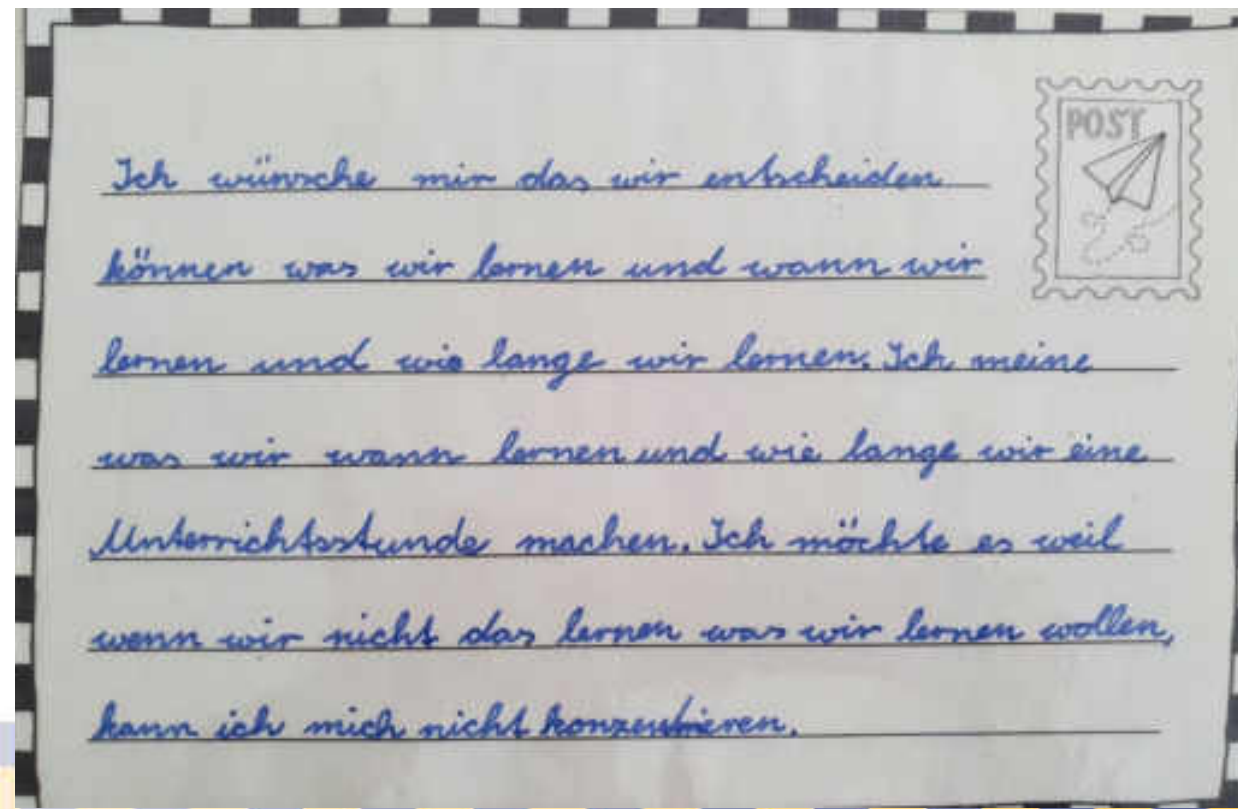 POST
Ich wünsche mir das wir entscheiden
können was wir lernen und wann wir
lernen und wie lange wir lernen. Ich meine
was wir wann lernen und wie lange wir eine
Unterrichtsstunde machen. Ich möchte es weil
wenn wir nicht das lernen was wir lernen wollen,
kann ich mich nicht konzentrieren.